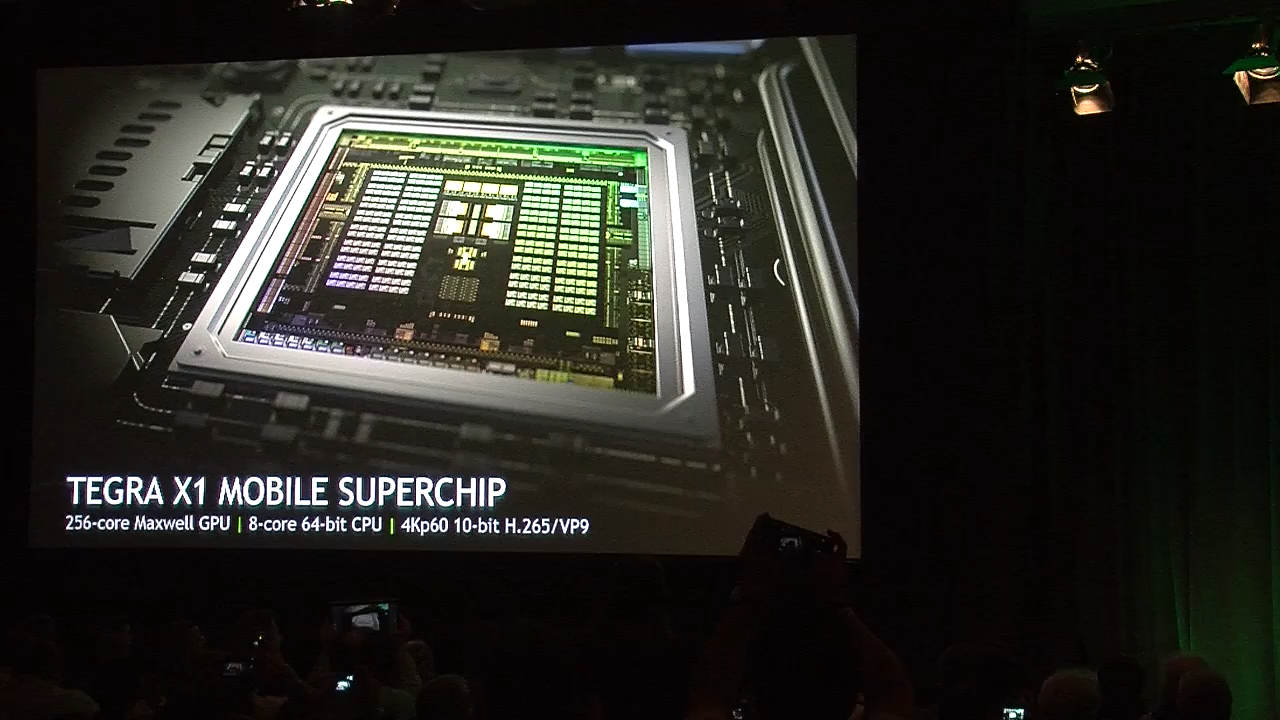 TEGRA X1 MOBILE SUPERCHIP
256-core Maxwell GPU | 8-core 64-bit CPU | 4Kp60 10-bit H.265/VP9